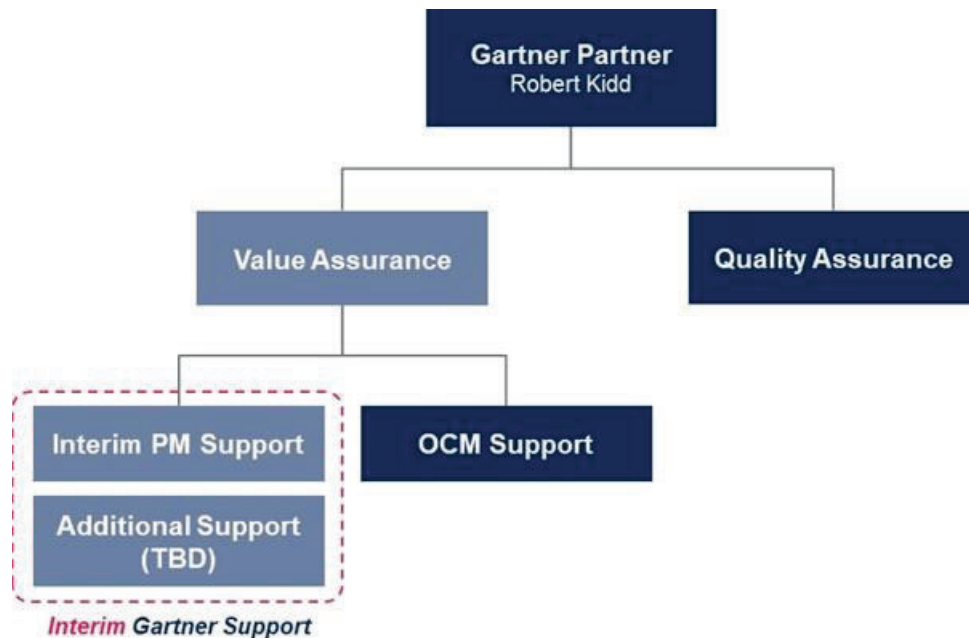 Gartner Partner
Robert Kidd
Value Assurance
Quality Assurance
Interim PM Support
OCM Support
Additional Support
(TBD)
Interim Gartner Support